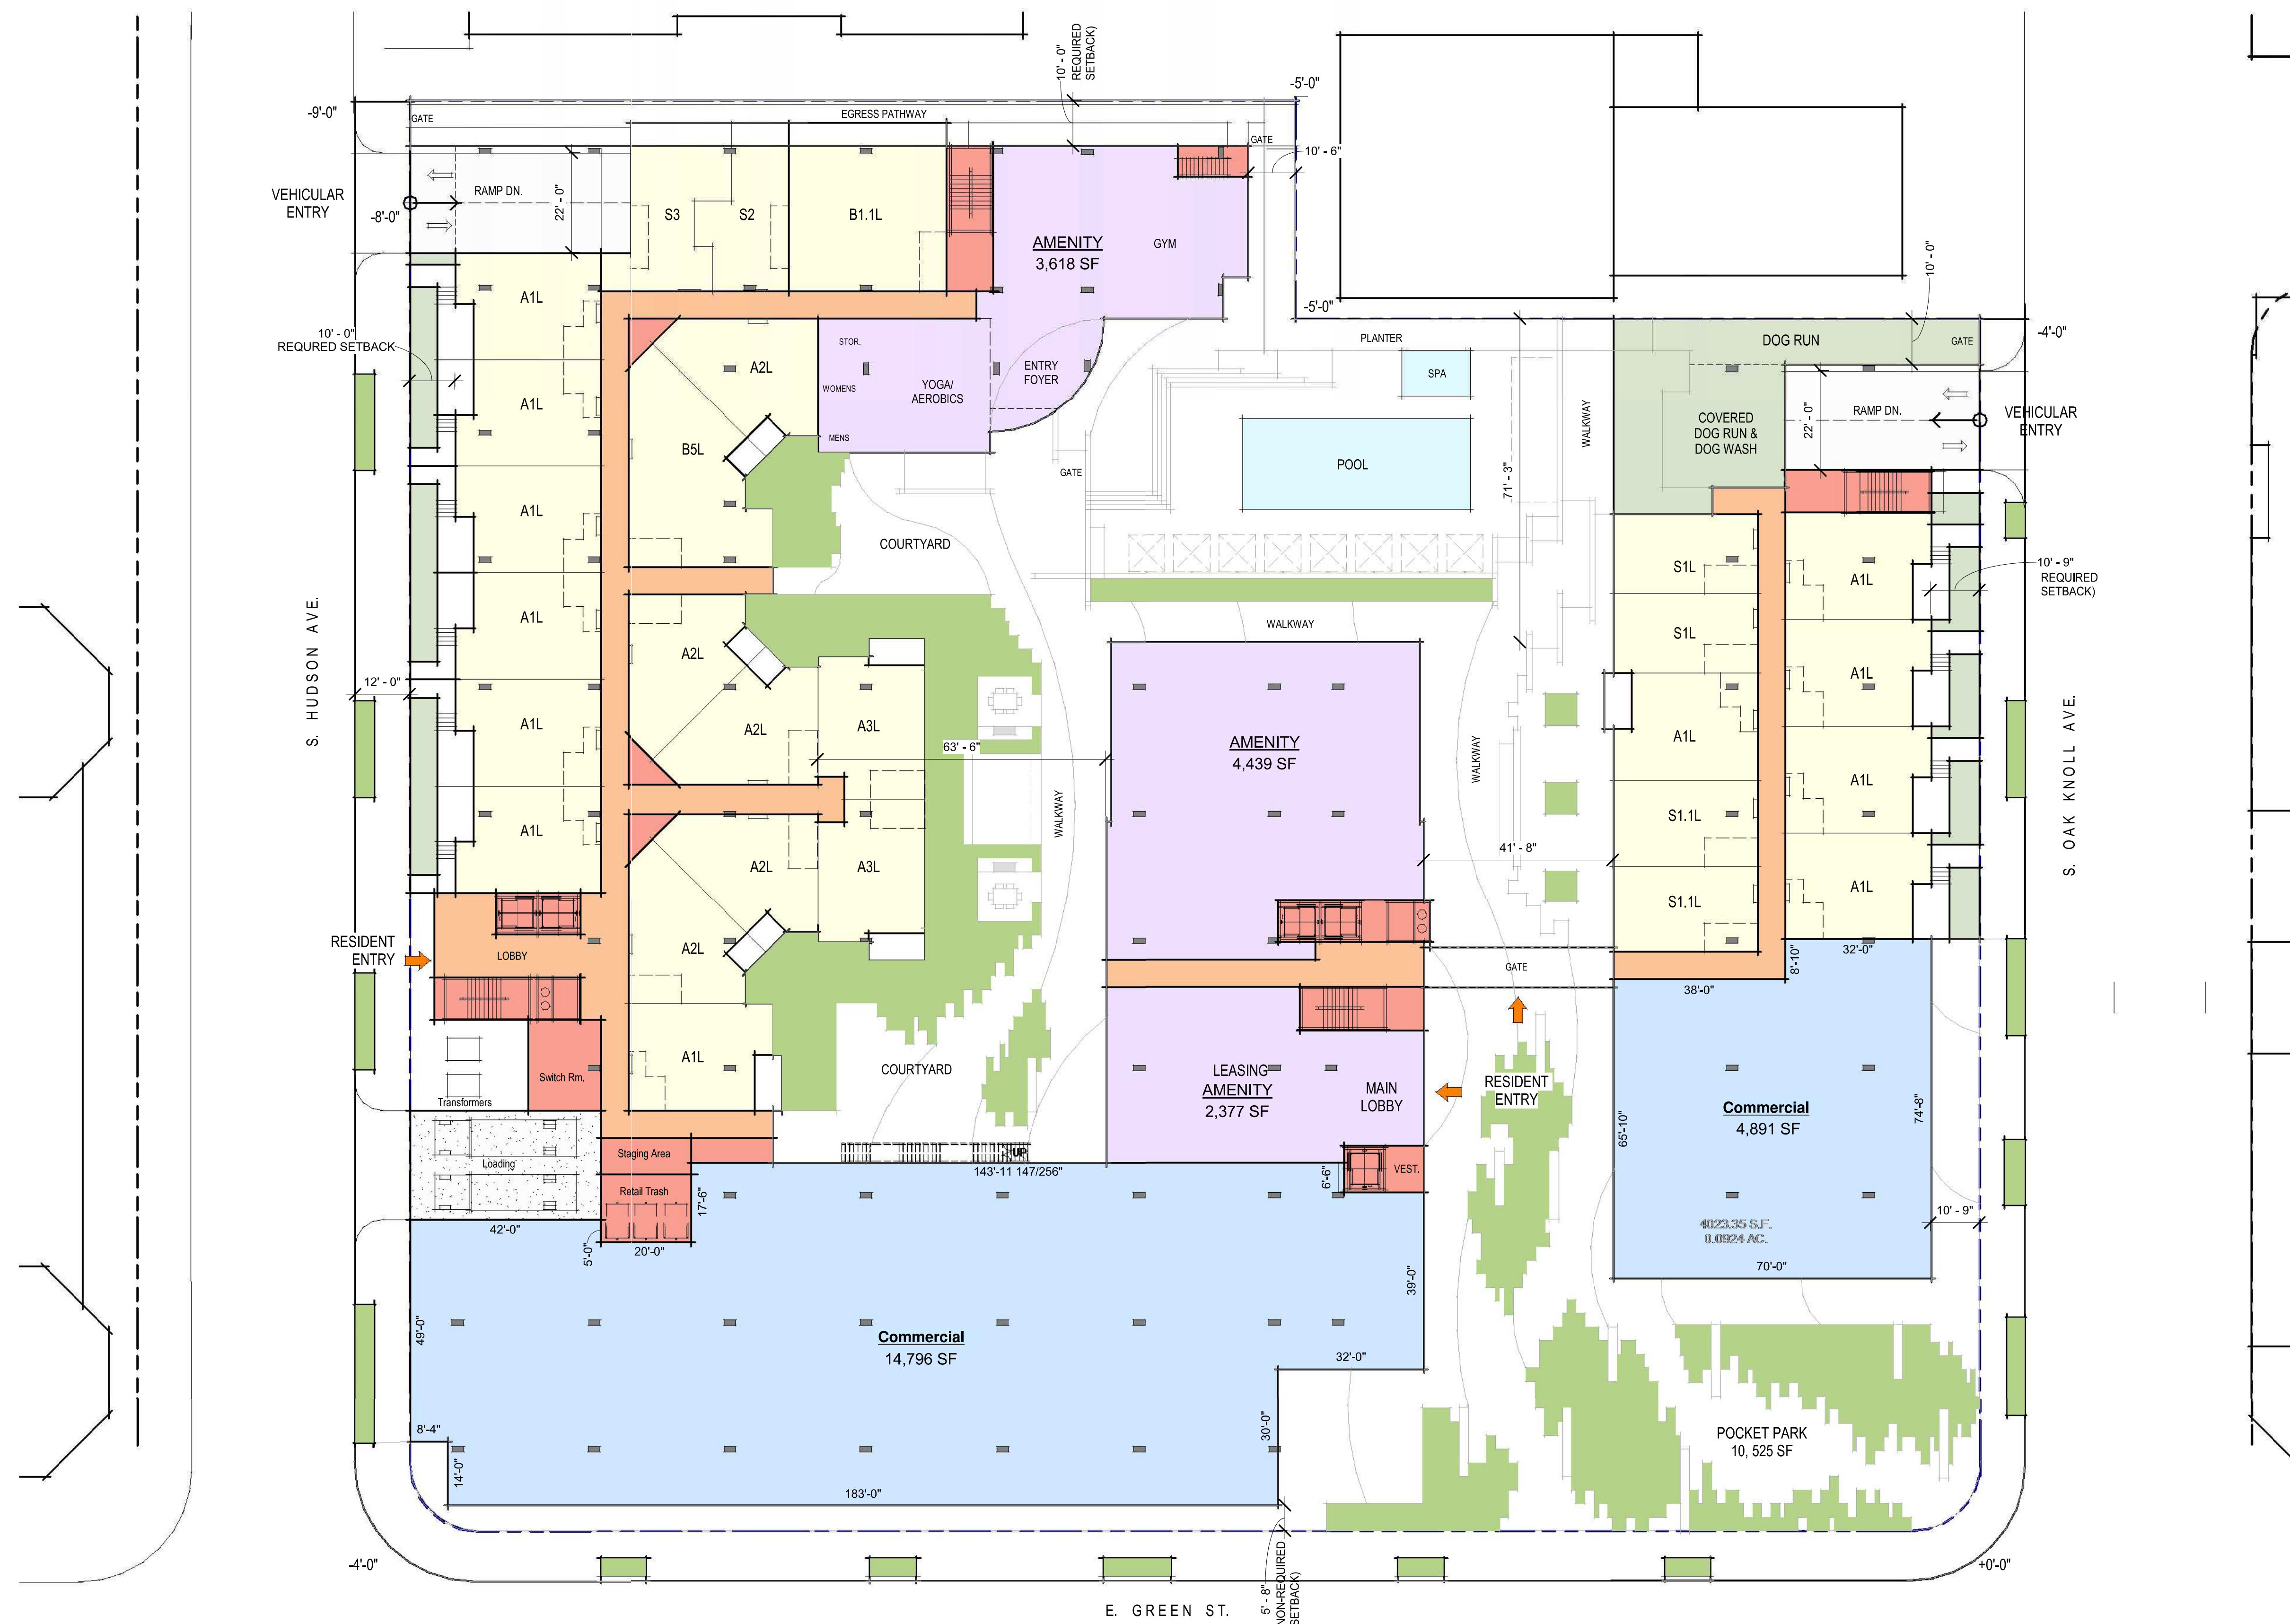 10' - 0"
REQUIRED
SETBACK)
-5'-0"
-9'-0"
GATE
EGRESS PATHWAY
GATE
10' - 6"
VEHICULAR
ENTRY
RAMP DN.
22' - 0"
-8'-0"
S3
S2
B1.1L
AMENITY
3,618 SF
GYM
10' - 0"
A1L
-5'-0"
10' - 0"
REQURED SETBACK
STOR.
PLANTER
DOG RUN
GATE
-4'-0"
A2L
WOMENS
YOGA/
AEROBICS
ENTRY
FOYER
SPA
A1L
WALKWAY
COVERED
DOG RUN &
DOG WASH
RAMP DN.
22' - 0"
VEHICULAR
ENTRY
MENS
B5L
GATE
POOL
71' - 3"
A1L
COURTYARD
S1L
A1L
10' - 9"
REQUIRED
SETBACK)
A1L
S1L
WALKWAY
S. HUDSON AVE.
12' - 0"
A2L
A1L
A1L
A2L
A3L
63' - 6"
AMENITY
4,439 SF
WALKWAY
A1L
S. OAK KNOLL AVE.
A1L
WALKWAY
A1L
S1.1L
A2L
A3L
41' - 8"
A1L
S1.1L
RESIDENT
ENTRY
LOBBY
A2L
GATE
8'-10"
32'-0"
38'-0"
Switch Rm.
Transformers
A1L
COURTYARD
LEASING
AMENITY
2,377 SF
MAIN
LOBBY
RESIDENT
ENTRY
65'-10"
Commercial
4,891 SF
74'-8"
Loading
Staging Area
UP
143'-11 147/256"
6'-6"
VEST.
Retail Trash
17'-6"
42'-0"
5'-0"
20'-0"
4023.35 S.F.
0.0924 AC.
10' - 9"
70'-0"
39'-0"
49'-0"
Commercial
14,796 SF
32'-0"
8'-4"
14'-0"
30'-0"
183'-0"
POCKET PARK
10, 525 SF
-4'-0"
+0'-0"
5' - 8"
NON-REQUIRED
SETBACK)
E. GREEN ST.